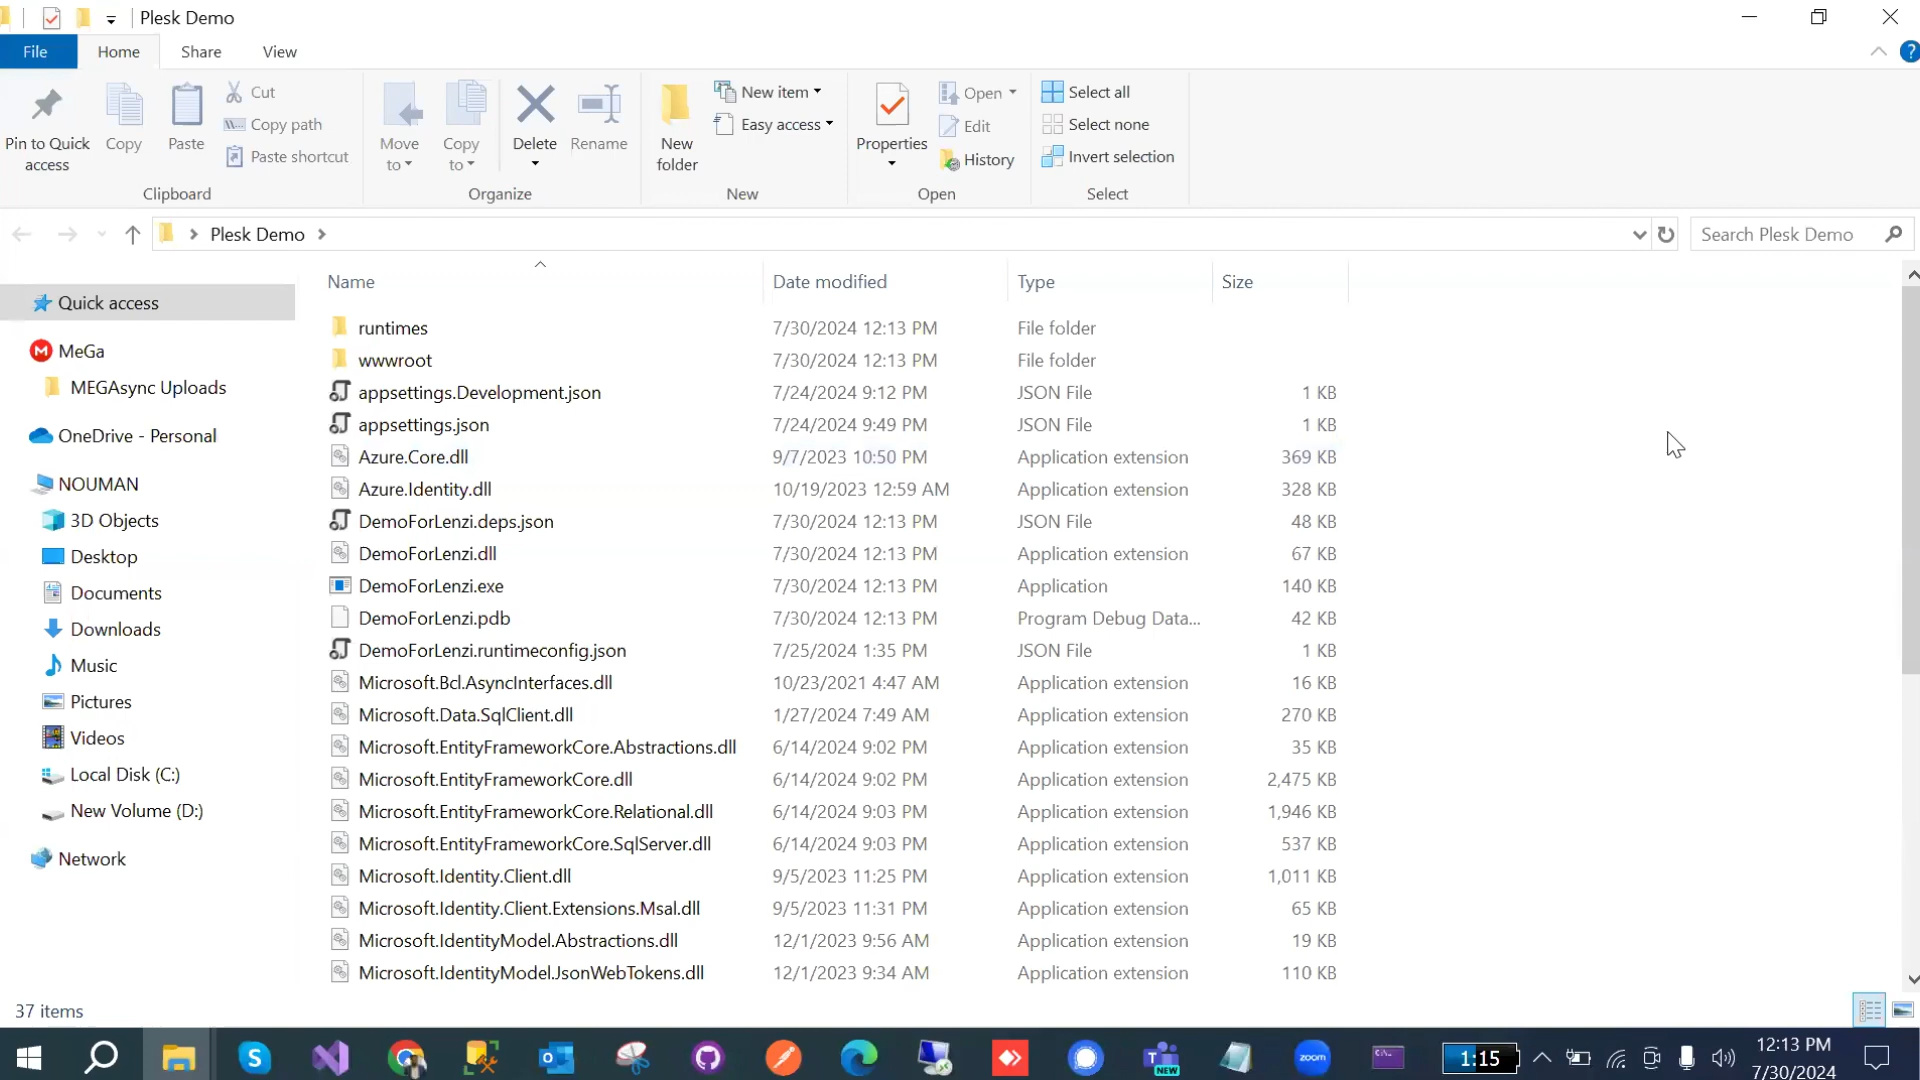 Plesk Demo
File Home Share View
Pin to Quick access
Copy
Paste
Cut
Copy path
Paste shortcut
Clipboard
Move to
Copy to
Delete
Rename
Organize
New folder
New item
Easy access
New
Properties
Open
Edit
History
Open
Select all
Select none
Invert selection
Select
Plesk Demo
Search Plesk Demo
Quick access
MeGa
MEGAsync Uploads
OneDrive - Personal
NOUMAN
3D Objects
Desktop
Documents
Downloads
Music
Pictures
Videos
Local Disk (C:)
New Volume (D:)
Network
Name Date modified Type Size
runtimes 7/30/2024 12:13 PM File folder
wwwroot 7/30/2024 12:13 PM File folder
appsettings.Development.json 7/24/2024 9:12 PM JSON File 1 KB
appsettings.json 7/24/2024 9:49 PM JSON File 1 KB
Azure.Core.dll 9/7/2023 10:50 PM Application extension 369 KB
Azure.Identity.dll 10/19/2023 12:59 AM Application extension 328 KB
DemoForLenzi.deps.json 7/30/2024 12:13 PM JSON File 48 KB
DemoForLenzi.dll 7/30/2024 12:13 PM Application extension 67 KB
DemoForLenzi.exe 7/30/2024 12:13 PM Application 140 KB
DemoForLenzi.pdb 7/30/2024 12:13 PM Program Debug Data... 42 KB
DemoForLenzi.runtimeconfig.json 7/25/2024 1:35 PM JSON File 1 KB
Microsoft.Bcl.AsyncInterfaces.dll 10/23/2021 4:47 AM Application extension 16 KB
Microsoft.Data.SqlClient.dll 1/27/2024 7:49 AM Application extension 270 KB
Microsoft.EntityFrameworkCore.Abstractions.dll 6/14/2024 9:02 PM Application extension 35 KB
Microsoft.EntityFrameworkCore.dll 6/14/2024 9:02 PM Application extension 2,475 KB
Microsoft.EntityFrameworkCore.Relational.dll 6/14/2024 9:03 PM Application extension 1,946 KB
Microsoft.EntityFrameworkCore.SqlServer.dll 6/14/2024 9:03 PM Application extension 537 KB
Microsoft.Identity.Client.dll 9/5/2023 11:25 PM Application extension 1,011 KB
Microsoft.Identity.Client.Extensions.Msal.dll 9/5/2023 11:31 PM Application extension 65 KB
Microsoft.IdentityModel.Abstractions.dll 12/1/2023 9:56 AM Application extension 19 KB
Microsoft.IdentityModel.JsonWebTokens.dll 12/1/2023 9:34 AM Application extension 110 KB
37 items
NEW
zoom
1:15
12:13 PM
7/30/2024